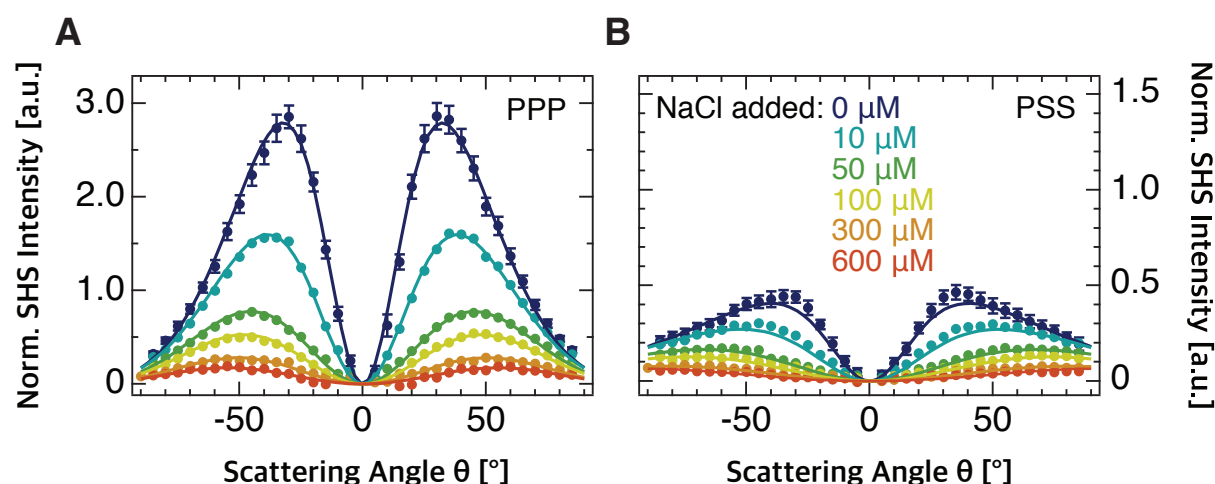 A
B
Norm. SHS Intensity [a.u.]
3.0
2.0
1.0
0
PPP
-50
0
50
Scattering Angle θ [°]
NaCl added: 0 µM
10 µM
50 µM
100 µM
300 µM
600 µM
PSS
1.5
1.0
0.5
0
Norm. SHS Intensity [a.u.]
-50
0
50
Scattering Angle θ [°]